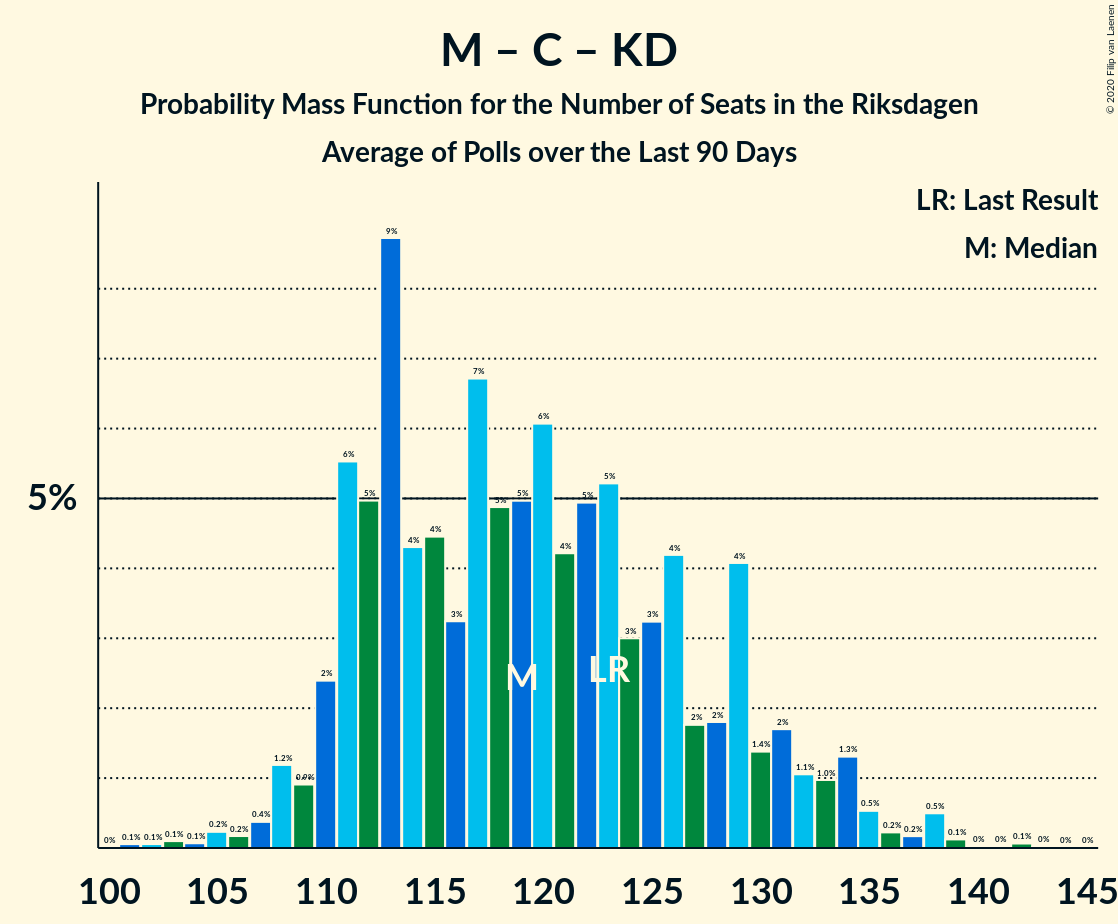 M – C – KD
Probability Mass Function for the Number of Seats in the Riksdagen
Average of Polls over the Last 90 Days
© 2020 Filip van Laenen
LR: Last Result
M: Median
5%
0% 0.1% 0.1% 0.1% 0.1% 0.2% 0.2% 0.4% 1.2% 0.9% 2% 6% 5% 9% 4% 4% 3% 7% 5% 5% 6% 4% 5% 5% 3% 3% 4% 2% 2% 4% 1.4% 2% 1.1% 1.0% 1.3% 0.5% 0.2% 0.2% 0.5% 0.1% 0% 0% 0.1% 0% 0% 0%
M LR
100 105 110 115 120 125 130 135 140 145